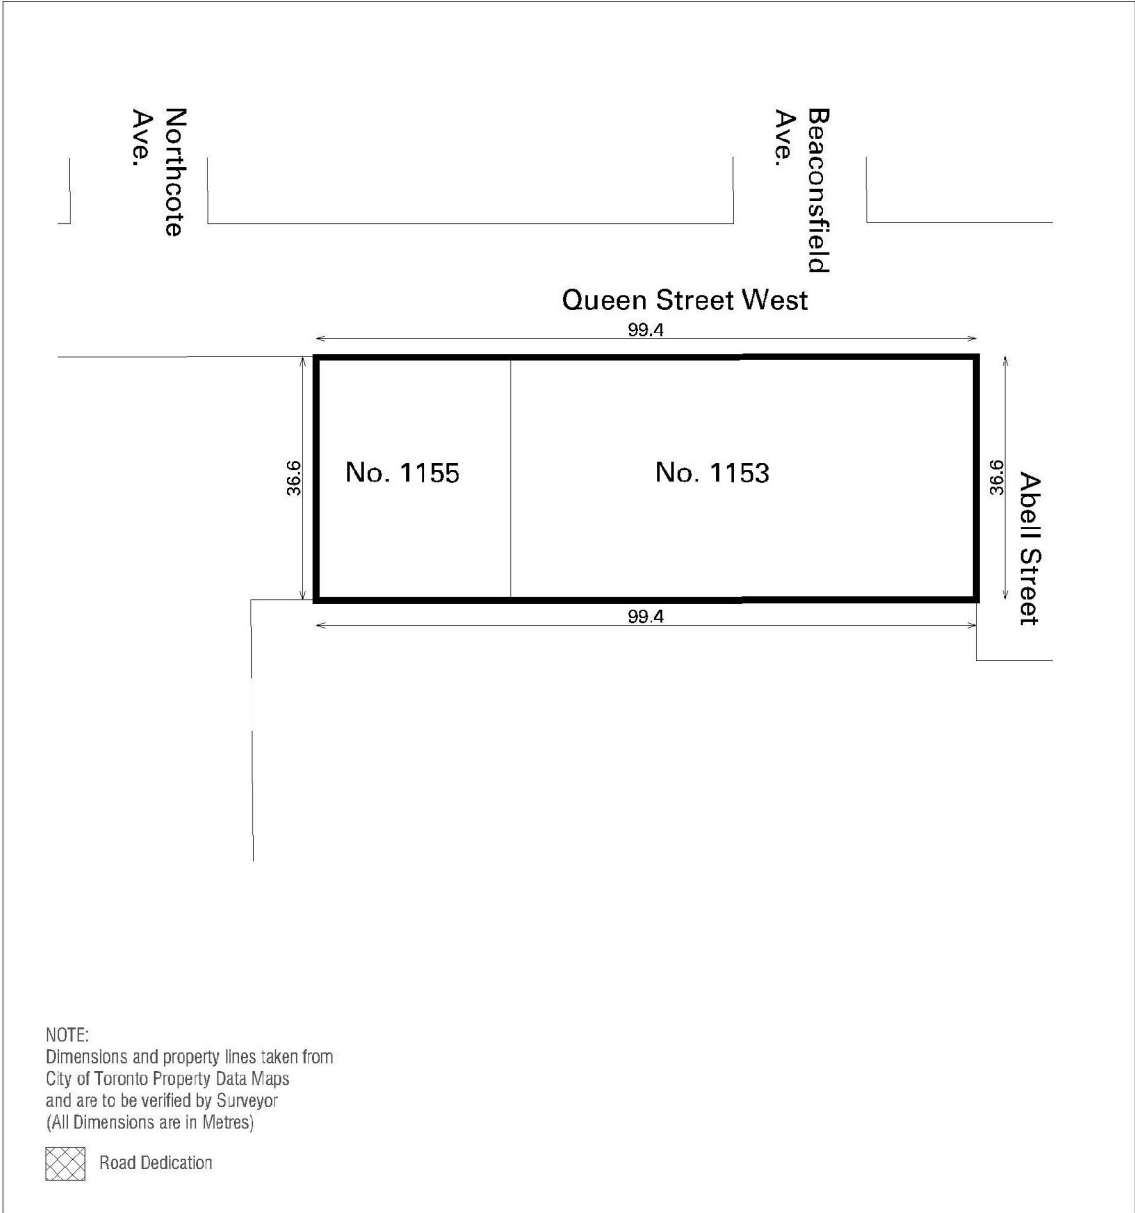 Northcote
Ave.
Beaconsfield
Ave.
Queen Street West
99.4
36.6
No. 1155
No. 1153
36.6
Abell Street
99.4
NOTE:
Dimensions and property lines taken from
City of Toronto Property Data Maps
and are to be verified by Surveyor
(All Dimensions are in Metres)
Road Dedication